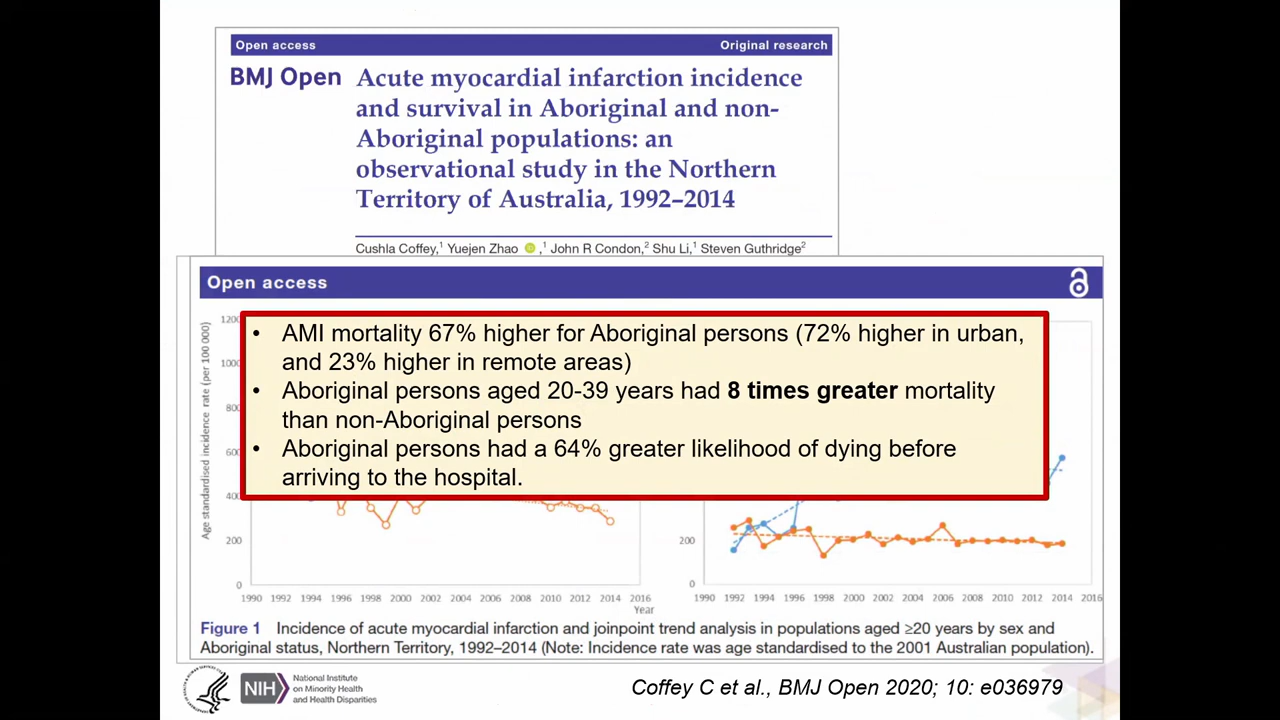 Open access Original research
BMJ Open Acute myocardial infarction incidence
and survival in Aboriginal and non-
Aboriginal populations: an
observational study in the Northern
Territory of Australia, 1992–2014
Cushla Coffey,1 Yuejen Zhao ,1 John R Condon,2 Shu Li,1 Steven Guthridge2
Open access
Age standardised incidence rate (per 100 000)
1200
1000
800
600
400
200
0
• AMI mortality 67% higher for Aboriginal persons (72% higher in urban,
and 23% higher in remote areas)
• Aboriginal persons aged 20-39 years had 8 times greater mortality
than non-Aboriginal persons
• Aboriginal persons had a 64% greater likelihood of dying before
arriving to the hospital.
200
0
1990 1992 1994 1996 1998 2000 2002 2004 2006 2008 2010 2012 2014 2016
1990 1992 1994 1996 1998 2000 2002 2004 2006 2008 2010 2012 2014 2016
Year
Figure 1 Incidence of acute myocardial infarction and joinpoint trend analysis in populations aged ≥20 years by sex and
Aboriginal status, Northern Territory, 1992–2014 (Note: Incidence rate was age standardised to the 2001 Australian population).
NIH
National Institute
on Minority Health
and Health Disparities
Coffey C et al., BMJ Open 2020; 10: e036979